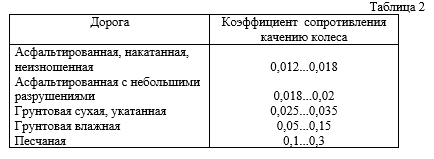 Таблица 2
Дорога
Коэффициент сопротивления
качению колеса
Асфальтированная, накатанная,
неизношенная
0,012...0,018
Асфальтированная с небольшими
разрушениями
0,018...0,02
Грунтовая сухая, укатанная
0,025...0,035
Грунтовая влажная
0,05...0,15
Песчаная
0,1...0,3